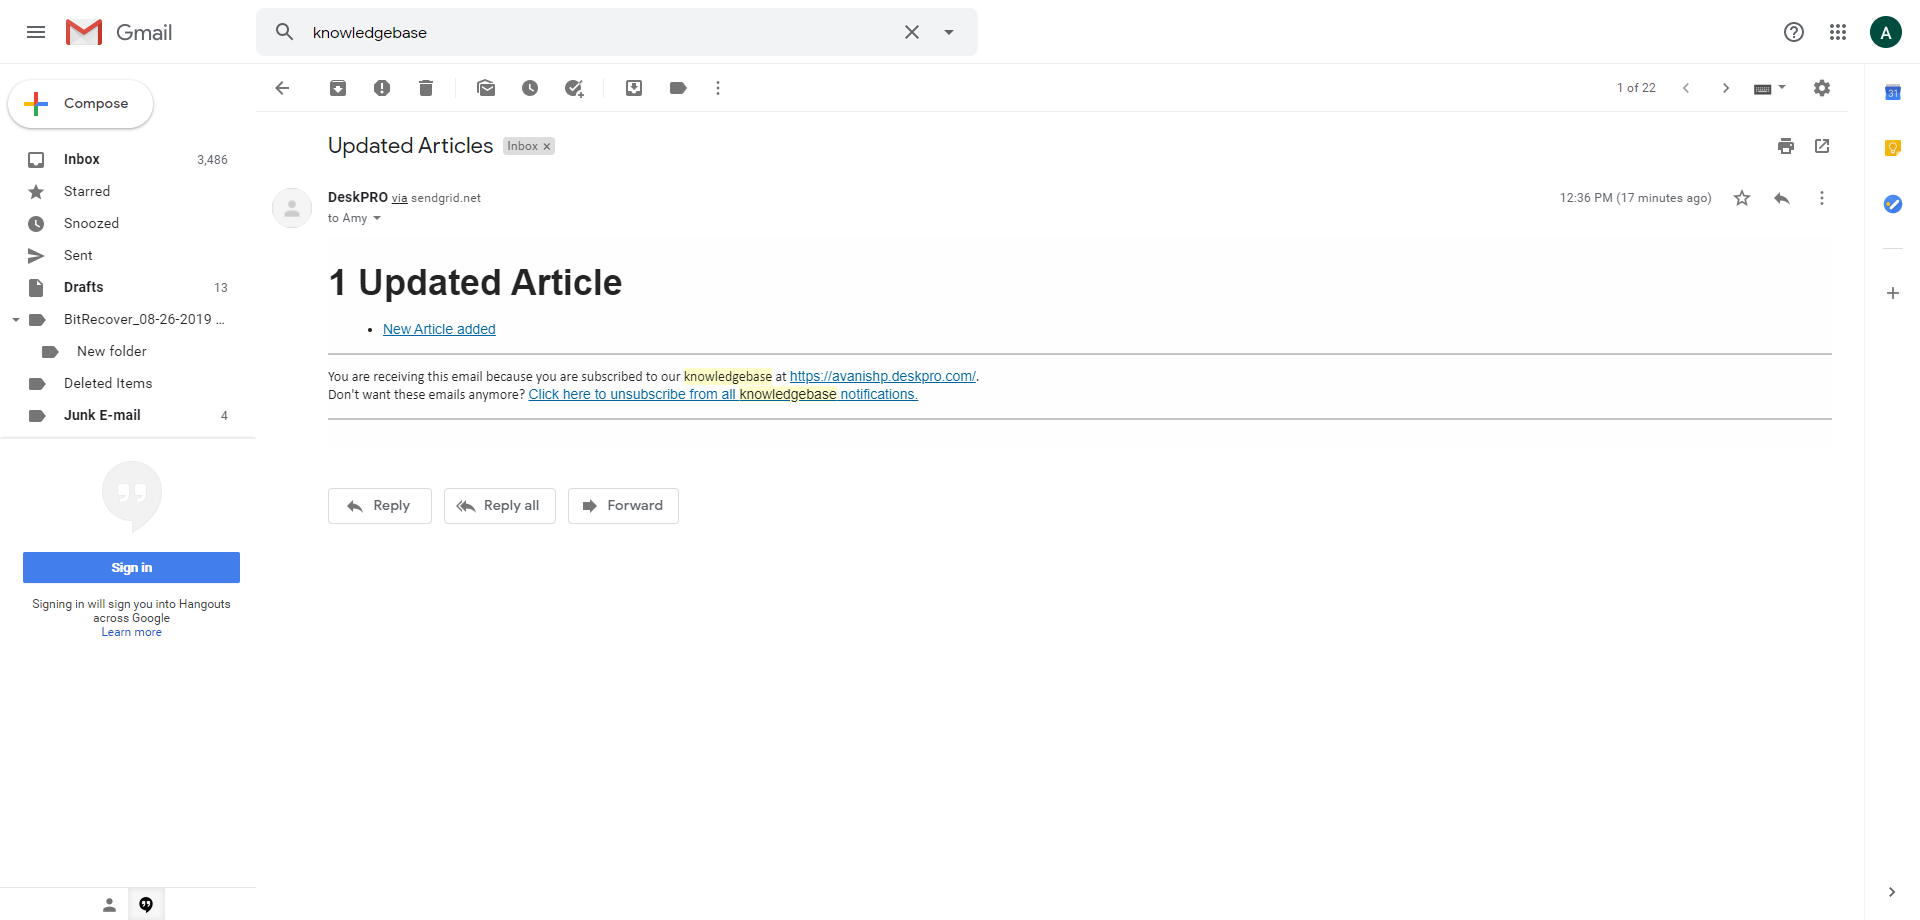 Gmail
knowledgebase
A
Compose
1 of 22
31
Inbox 3,486
Starred
Snoozed
Sent
Drafts 13
BitRecover_08-26-2019 ...
New folder
Deleted Items
Junk E-mail 4
Sign in
Signing in will sign you into Hangouts
across Google
Learn more
Updated Articles Inbox x
DeskPRO via sendgrid.net 12:36 PM (17 minutes ago)
to Amy
1 Updated Article
• New Article added
You are receiving this email because you are subscribed to our knowledgebase at https://avanishp.deskpro.com/.
Don't want these emails anymore? Click here to unsubscribe from all knowledgebase notifications.
Reply Reply all Forward